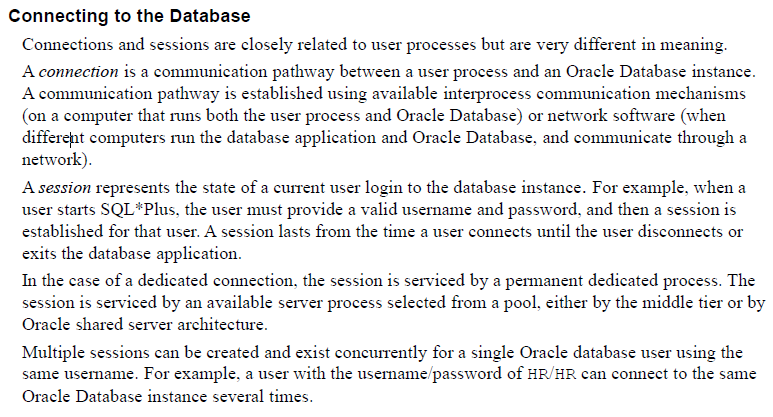 Connecting to the Database
Connections and sessions are closely related to user processes but are very different in meaning.
A connection is a communication pathway between a user process and an Oracle Database instance.
A communication pathway is established using available interprocess communication mechanisms
(on a computer that runs both the user process and Oracle Database) or network software (when
different computers run the database application and Oracle Database, and communicate through a
network).
A session represents the state of a current user login to the database instance. For example, when a
user starts SQL*Plus, the user must provide a valid username and password, and then a session is
established for that user. A session lasts from the time a user connects until the user disconnects or
exits the database application.
In the case of a dedicated connection, the session is serviced by a permanent dedicated process. The
session is serviced by an available server process selected from a pool, either by the middle tier or by
Oracle shared server architecture.
Multiple sessions can be created and exist concurrently for a single Oracle database user using the
same username. For example, a user with the username/password of HR/HR can connect to the same
Oracle Database instance several times.